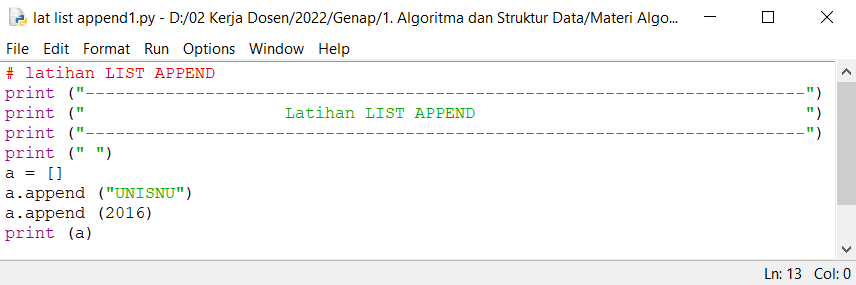 lat list append1.py - D:/02 Kerja Dosen/2022/Genap/1. Algoritma dan Struktur Data/Materi Algo...
File Edit Format Run Options Window Help
# latihan LIST APPEND
print ("------------------------------------------------------------------------")
print ("                    Latihan LIST APPEND                                 ")
print ("------------------------------------------------------------------------")
print (" ")
a = []
a.append ("UNISNU")
a.append (2016)
print (a)
Ln: 13 Col: 0